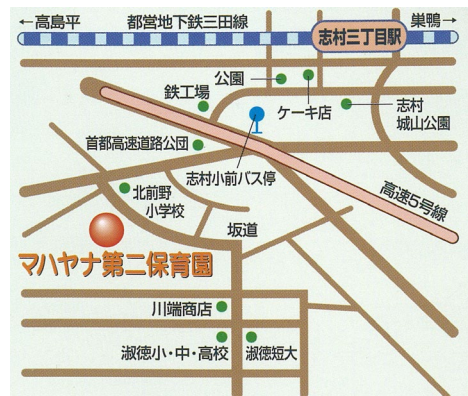 ←高島平
都営地下鉄三田線
巣鴨→
志村三丁目駅
公園
鉄工場
ケーキ店
志村
城山公園
首都高速道路公団
志村小前バス停
高速5号線
北前野
小学校
坂道
マハヤナ第二保育園
川端商店
淑徳小・中・高校
淑徳短大